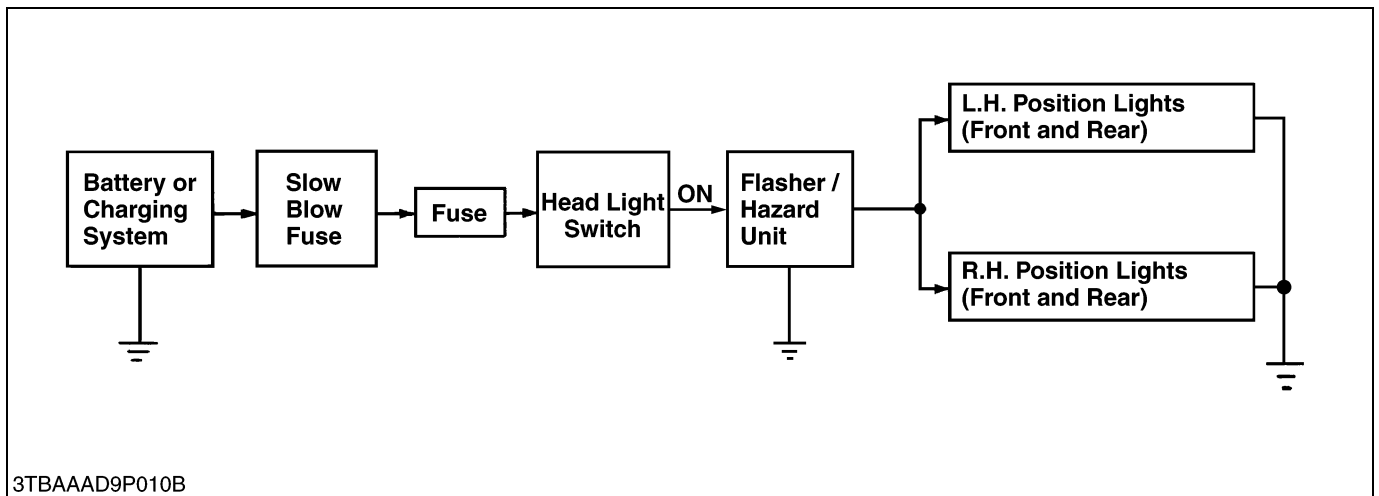 Battery or
Charging
System
Slow
Blow
Fuse
Fuse
Head Light
Switch
ON
Flasher /
Hazard
Unit
L.H. Position Lights
(Front and Rear)
R.H. Position Lights
(Front and Rear)
3TBAAAD9P010B